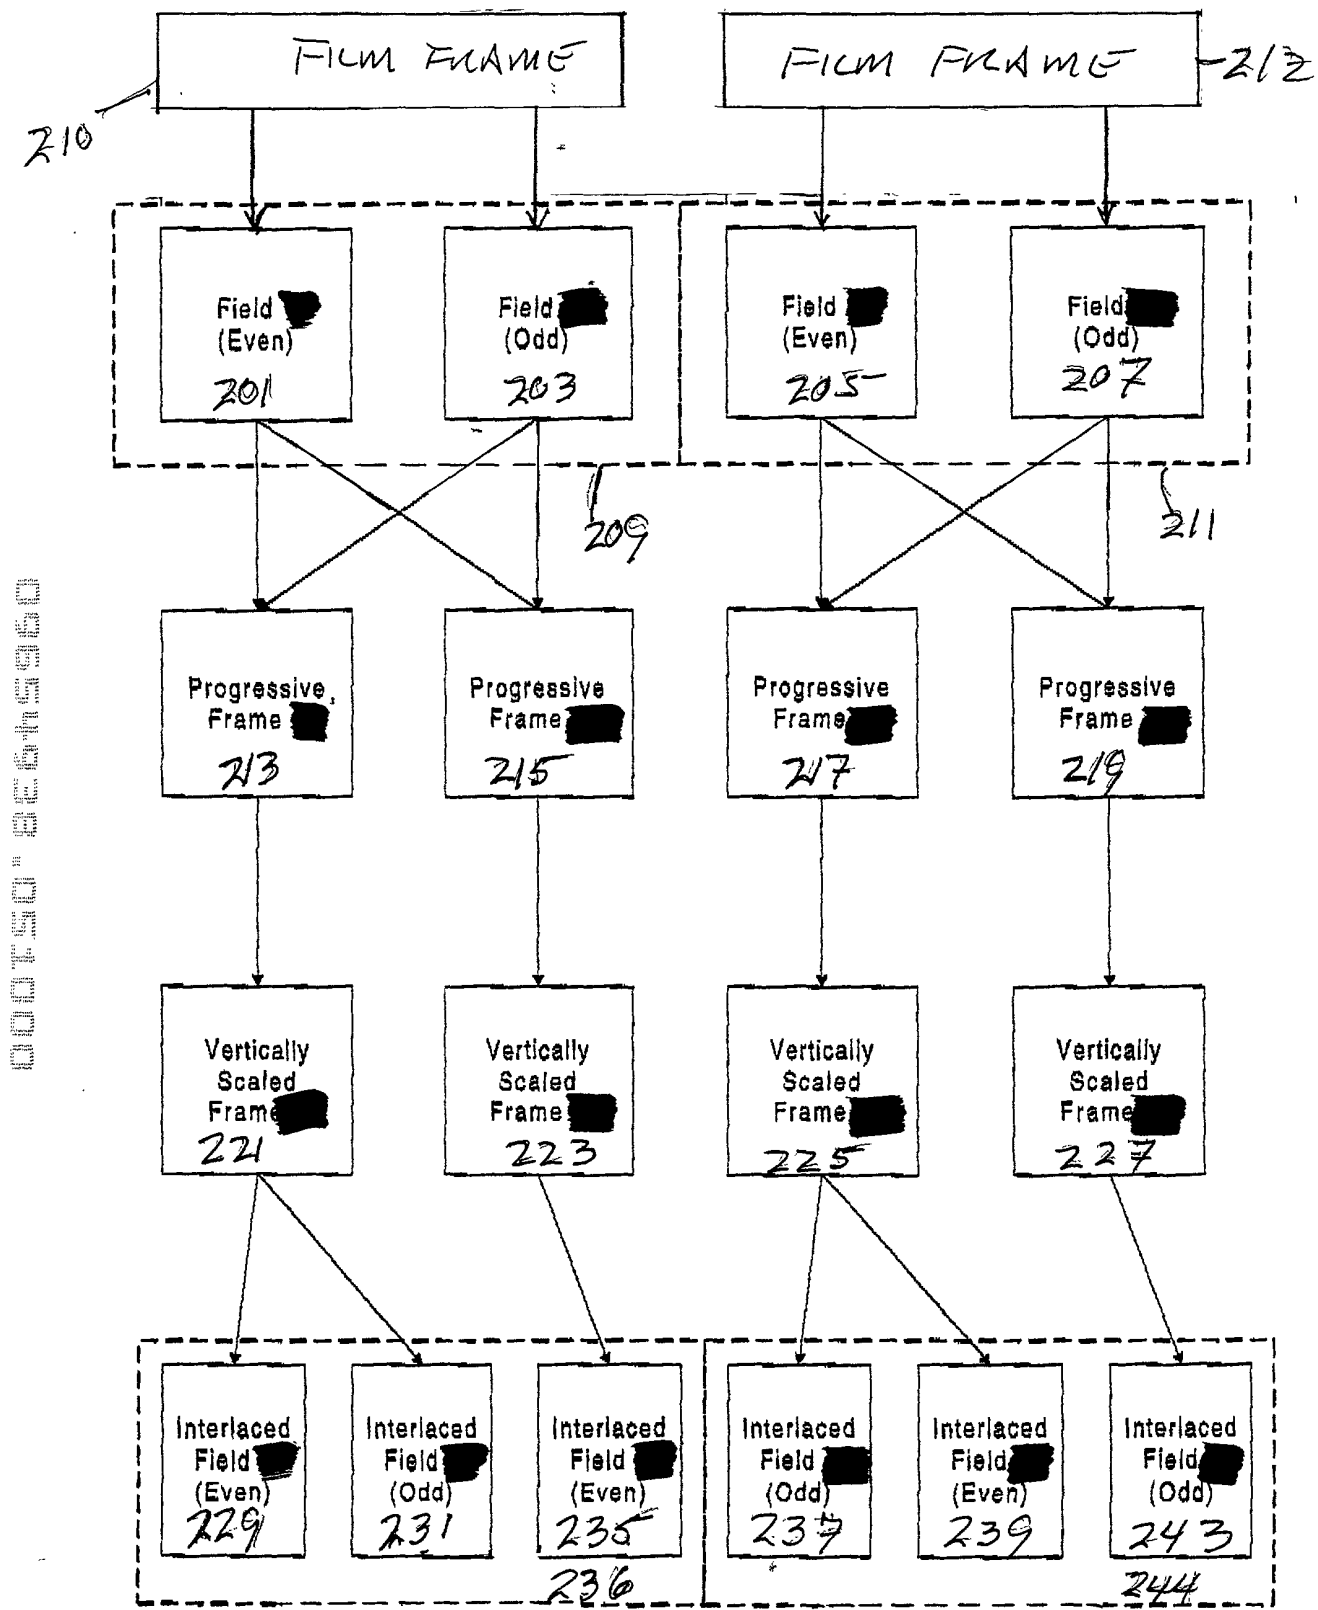 FILM FRAME
FILM FRAME
212
210
Field
(Even)
201
Field
(Odd)
203
Field
(Even)
205
Field
(Odd)
207
209
211
Progressive
Frame
213
Progressive
Frame
215
Progressive
Frame
217
Progressive
Frame
219
Vertically
Scaled
Frame
221
Vertically
Scaled
Frame
223
Vertically
Scaled
Frame
225
Vertically
Scaled
Frame
227
Interlaced
Field
(Even)
229
Interlaced
Field
(Odd)
231
Interlaced
Field
(Even)
235
Interlaced
Field
(Odd)
237
Interlaced
Field
(Even)
239
Interlaced
Field
(Odd)
243
236
244